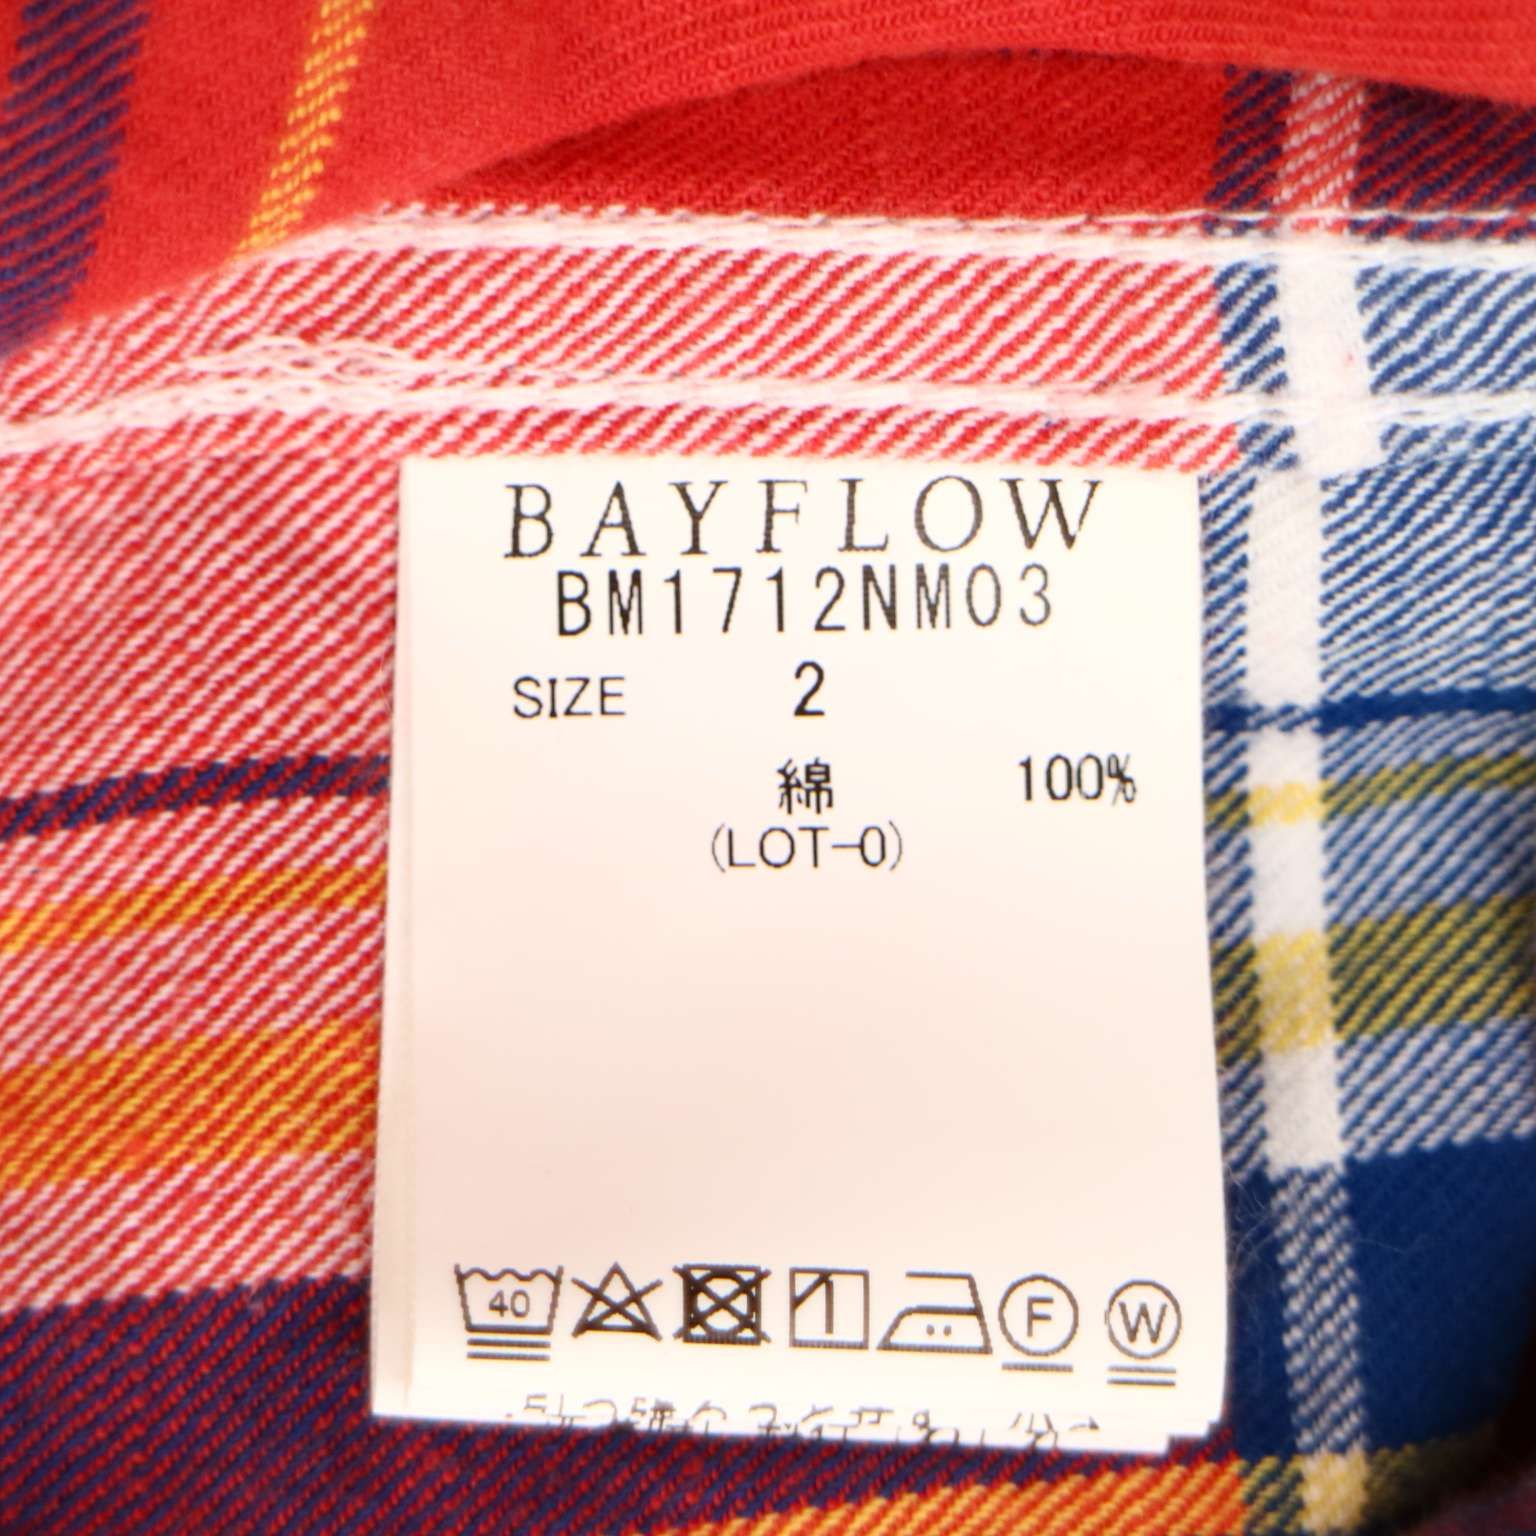 BAYFLOW
BM1712NM03
SIZE 2
綿 100%
(LOT-0)
40 F W